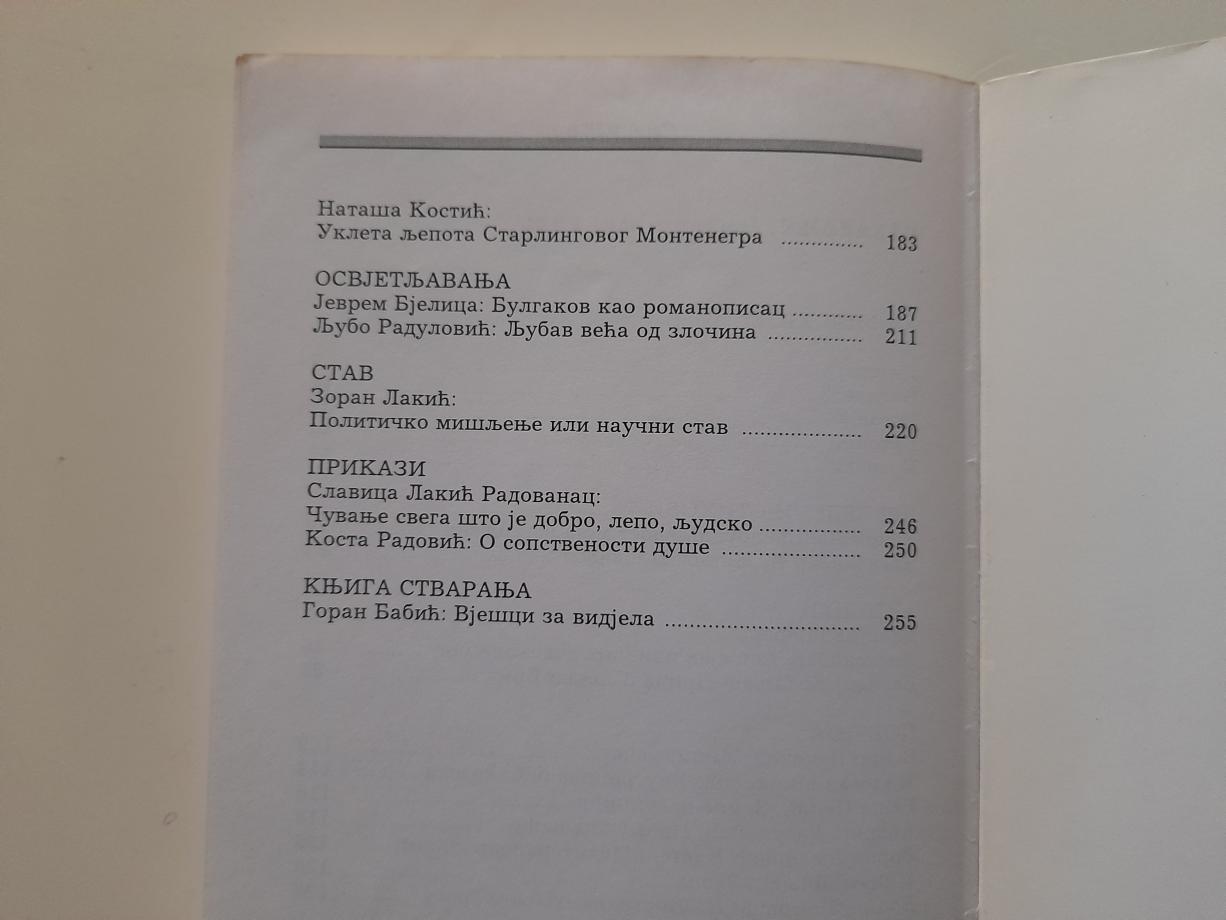 Наташа Костић:
Уклета љепота Старлинговог Монтенегра .............. 183
ОСВЈЕТЉАВАЊА
Јеврем Бјелица: Булгаков као романописац ............ 187
Љубо Радуловић: Љубав већа од злочина ................ 211
СТАВ
Зоран Лакић:
Политичко мишљење или научни став .................... 220
ПРИКАЗИ
Славица Лакић Радованац:
Чување свега што је добро, лепо, људско ................. 246
Коста Радовић: О сопствености душе ....................... 250
КЊИГА СТВАРАЊА
Горан Бабић: Вјешци за видјела ................................ 255